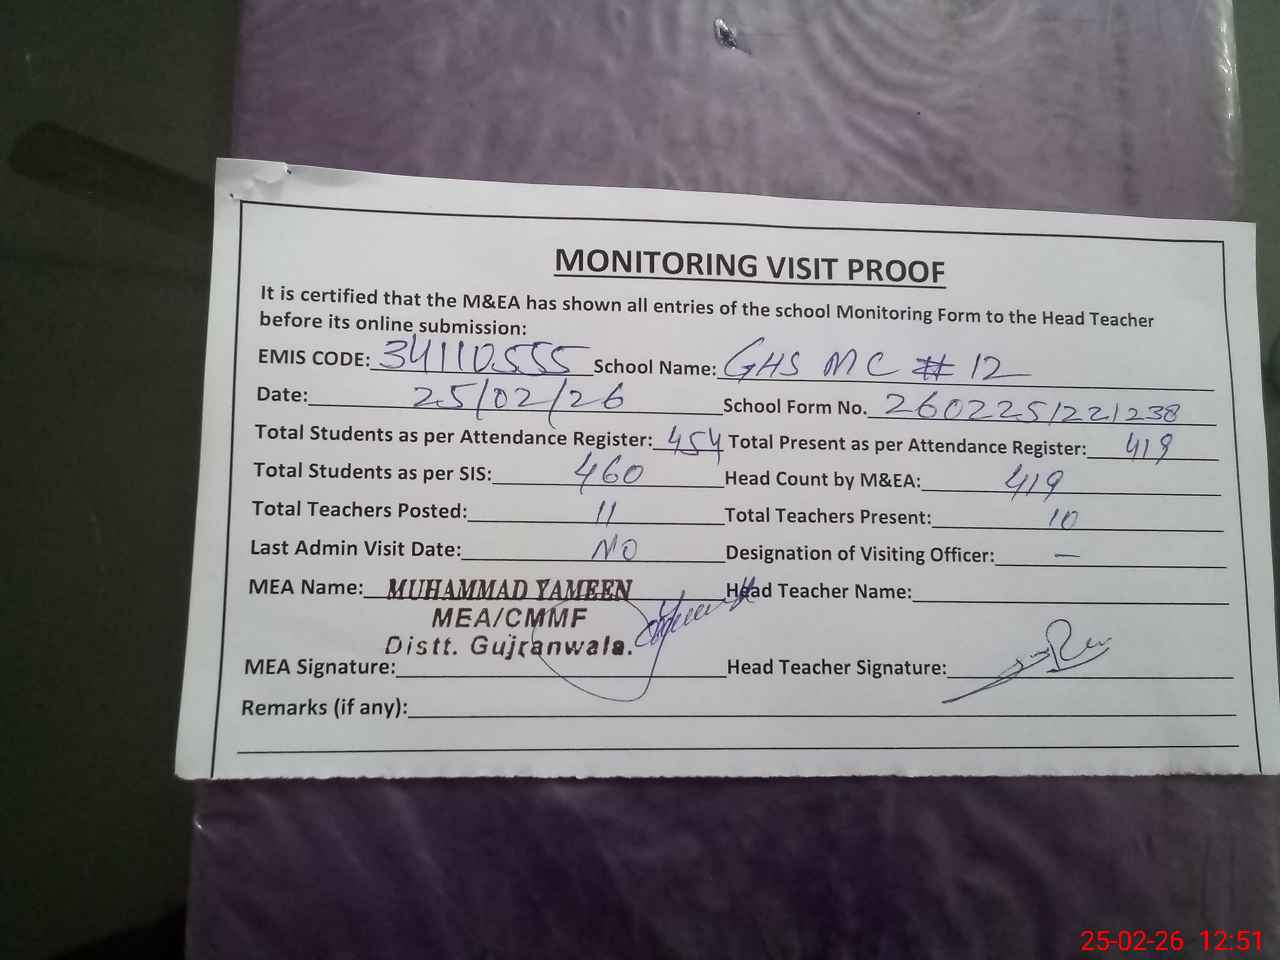 MONITORING VISIT PROOF
It is certified that the M&EA has shown all entries of the school Monitoring Form to the Head Teacher
before its online submission:
EMIS CODE: 34110555 School Name: GHS MC # 12
Date: 25/02/26 School Form No. 2602251221238
Total Students as per Attendance Register: 454 Total Present as per Attendance Register: 419
Total Students as per SIS: 460 Head Count by M&EA: 419
Total Teachers Posted: 11 Total Teachers Present: 10
Last Admin Visit Date: NO Designation of Visiting Officer: —
MEA Name: MUHAMMAD YAMEEN Head Teacher Name:
MEA/CMMF
Distt. Gujranwala.
MEA Signature: Head Teacher Signature:
Remarks (if any):
25-02-26 12:51